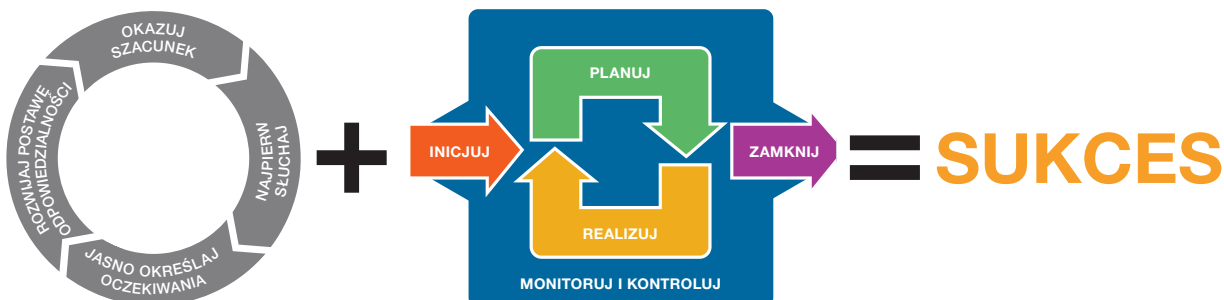 OKAZUJ
SZACUNEK
NAJPIERW
SŁUCHAJ
JASNO OKREŚLAJ
OCZEKIWANIA
ROZWIJAJ POSTAWĘ
ODPOWIEDZIALNOŚCI
+
INICJUJ
PLANUJ
REALIZUJ
ZAMKNIJ
MONITORUJ I KONTROLUJ
=
SUKCES